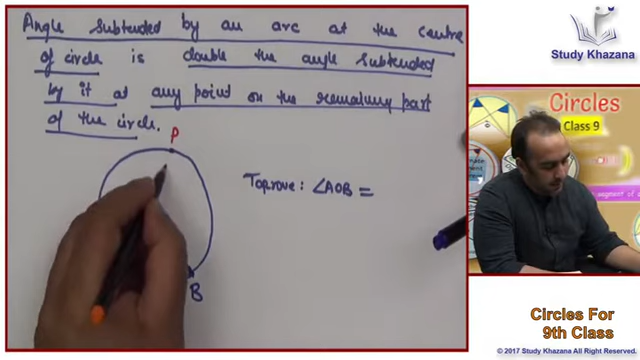 Angle Subtended by an arc at the centre
of circle is double the angle subtended
by it at any point on the remaining part
of the circle.
P
To prove : ∠AOB =
B
Study Khazana
Circles
Class 9
Circles For
9th Class
© 2017 Study Khazana. All Rights Reserved.